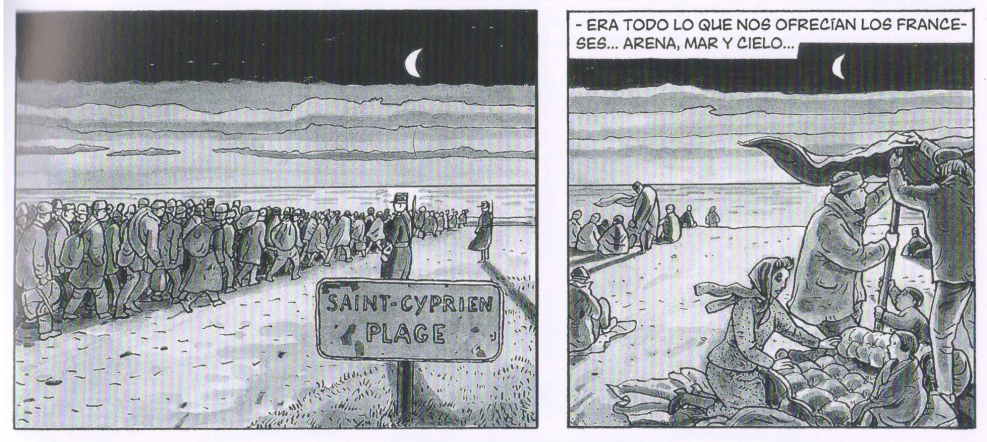 SAINT-CYPRIEN
PLAGE
- ERA TODO LO QUE NOS OFRECÍAN LOS FRANCE-
SES... ARENA, MAR Y CIELO...